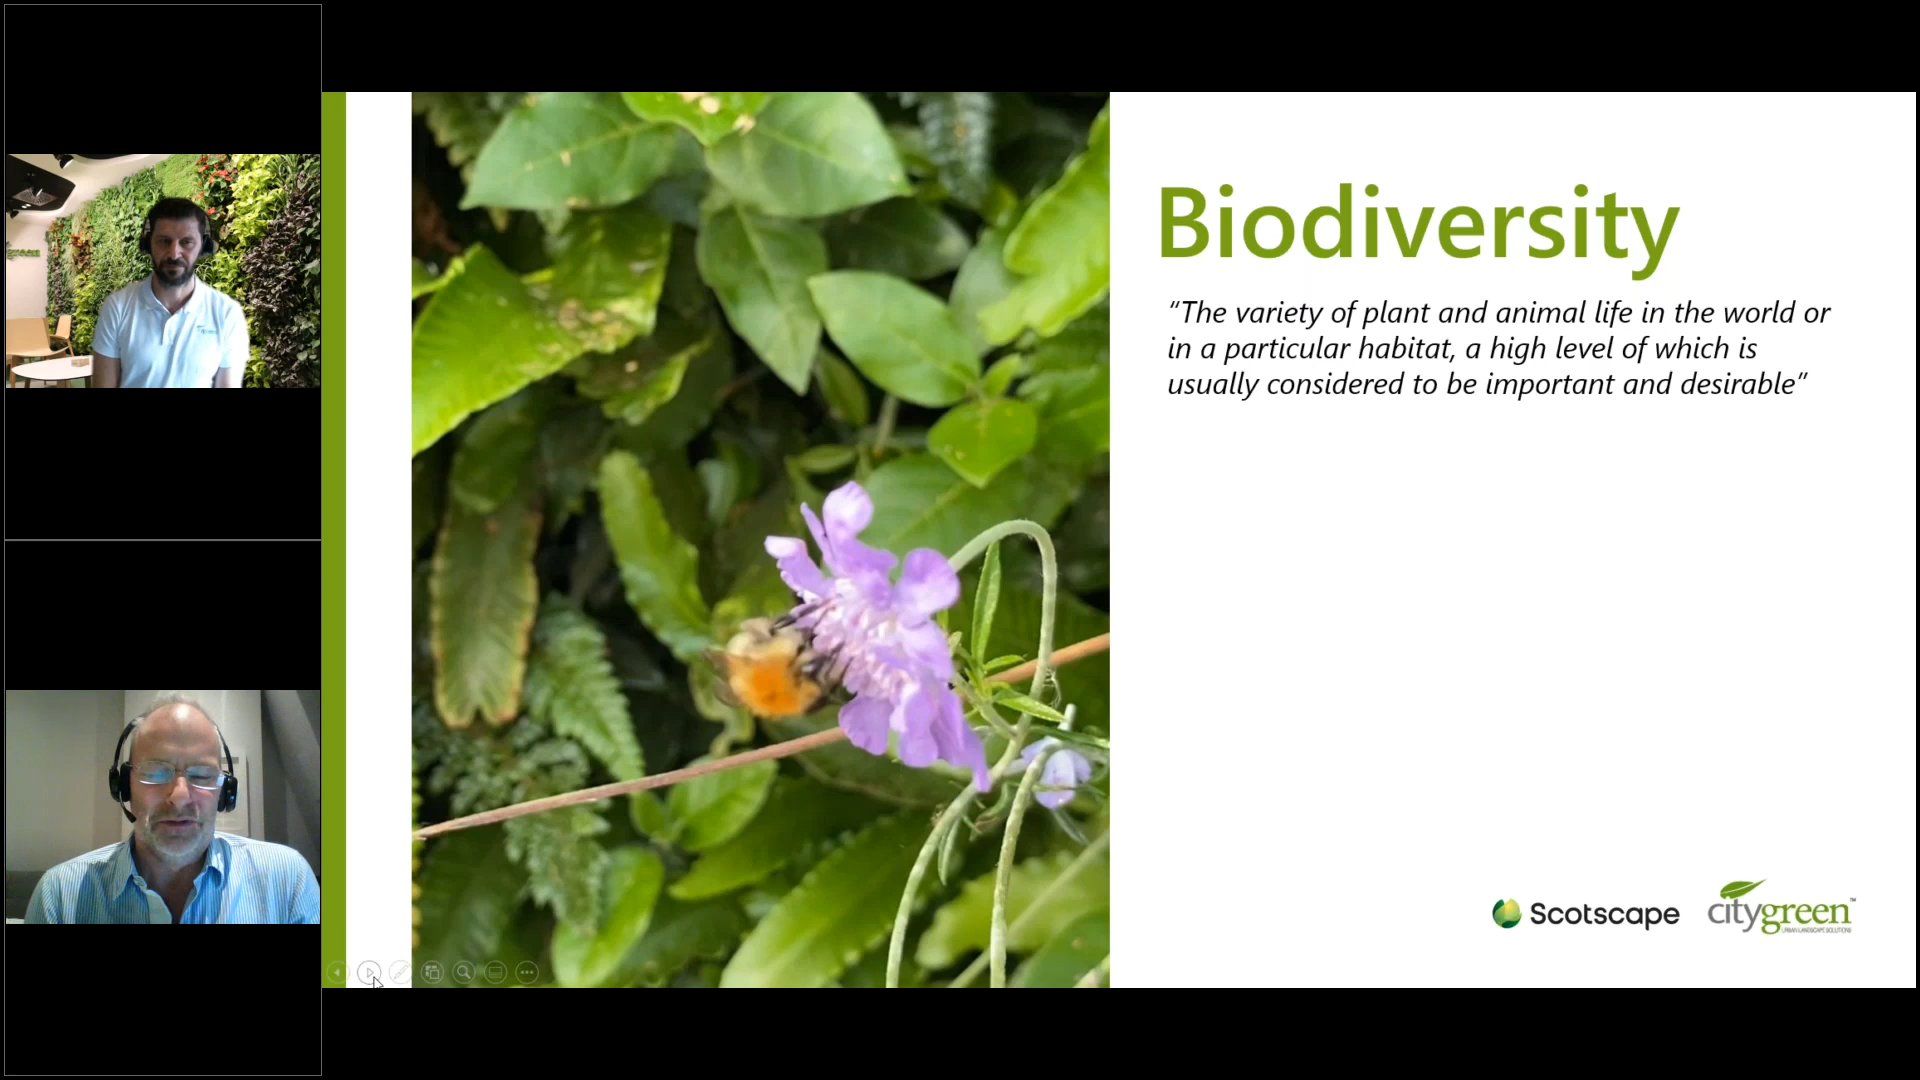 Biodiversity
“The variety of plant and animal life in the world or
in a particular habitat, a high level of which is
usually considered to be important and desirable”
Scotscape
citygreen™
URBAN LANDSCAPE SOLUTIONS